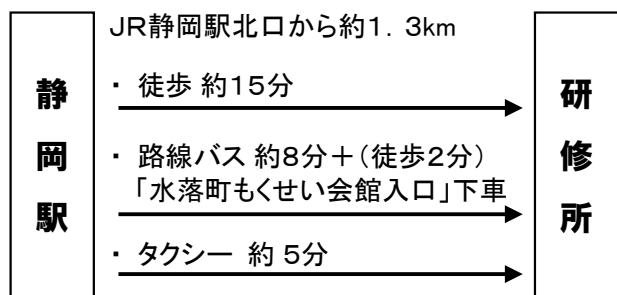 JR静岡駅北口から約1．3km
静岡駅
・ 徒歩 約15分
・ 路線バス 約8分＋（徒歩2分）
「水落町もくせい会館入口」下車
・ タクシー 約 5分
研修所